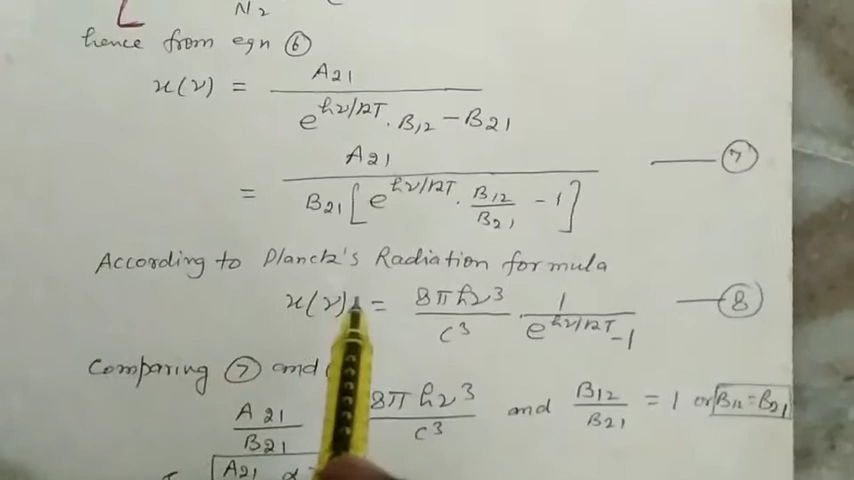 N2
hence from eqn ⑥
u(ν) = A21 / e^hν/kT . B12 − B21
= A21 / B21 [ e^hν/kT . B12/B21 − 1 ] —— ⑦
According to Planck's Radiation formula
u(ν) = 8πhν³ / c³ . 1 / e^hν/kT −1 —— ⑧
Comparing ⑦ and
A21 / B21 8πhν³ / c³ and B12 / B21 = 1 or B12 = B21
A21 α